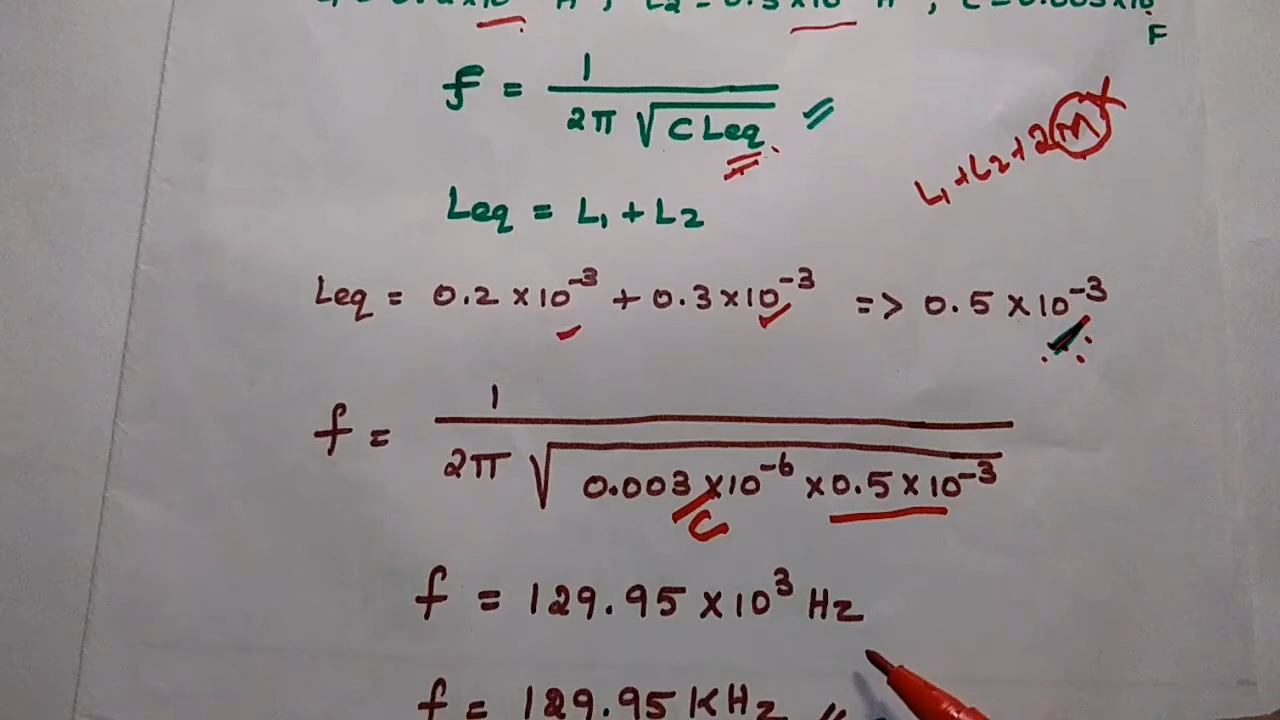 F
f = 1 / 2π √C Leq
L1 + L2 + 2M
Leq = L1 + L2
Leq = 0.2 × 10⁻³ + 0.3 × 10⁻³ => 0.5 × 10⁻³
f = 1 / 2π √0.003 × 10⁻⁶ × 0.5 × 10⁻³
C
f = 129.95 × 10³ Hz
f = 129.95 KHz